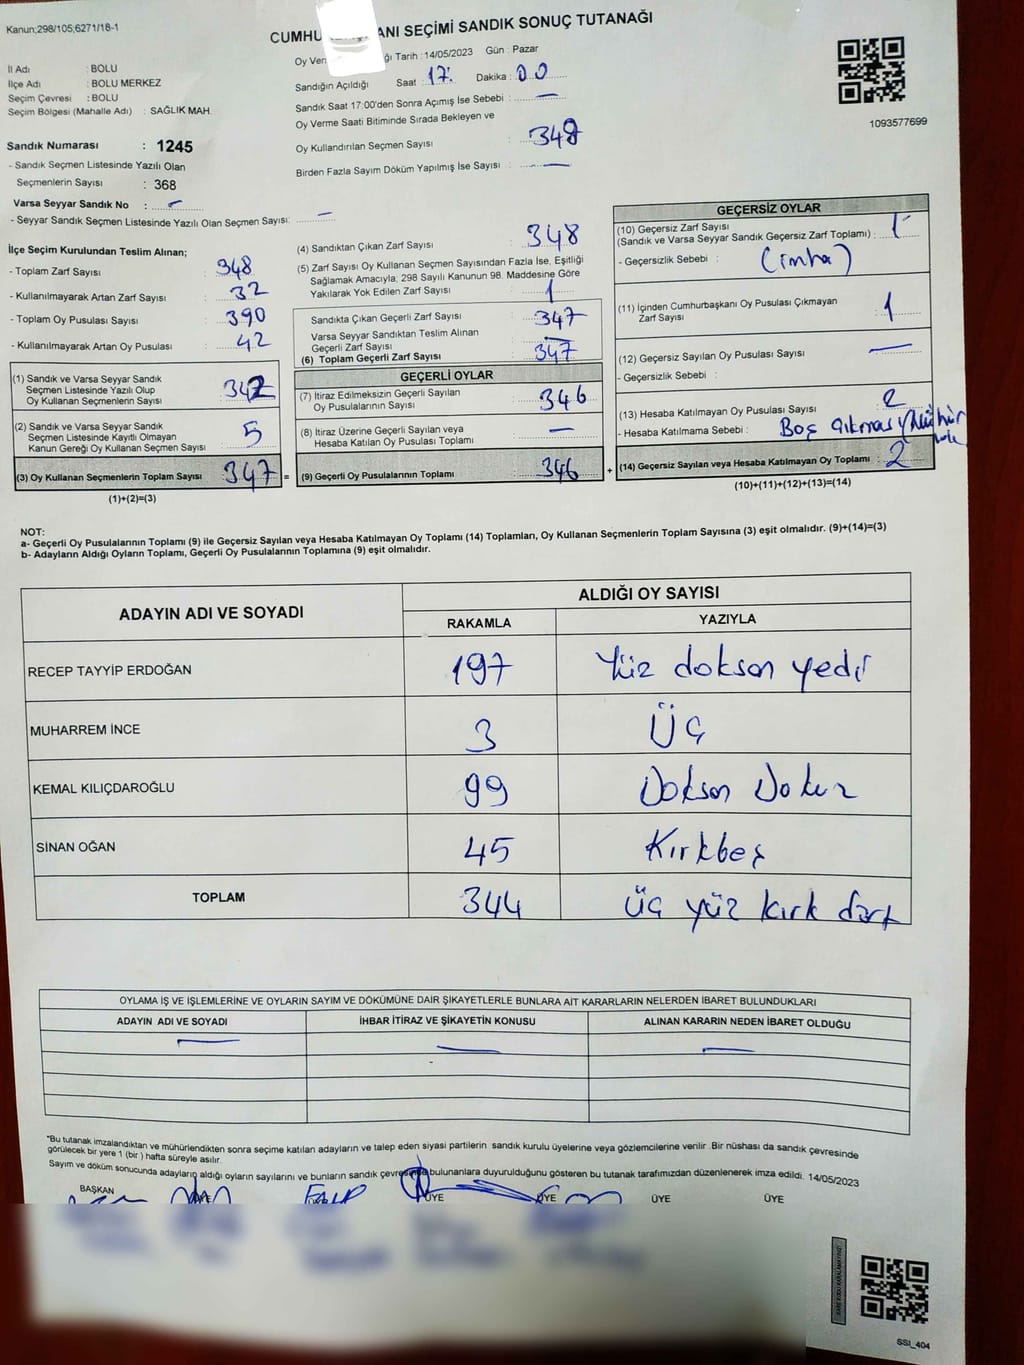 Kanun;298/105;6271/18-1
CUMHU ANI SEÇİMİ SANDIK SONUÇ TUTANAĞI
İl Adı : BOLU
İlçe Adı : BOLU MERKEZ
Seçim Çevresi : BOLU
Seçim Bölgesi (Mahalle Adı) : SAĞLIK MAH.
Oy Ver ğı Tarih : 14/05/2023 Gün : Pazar
Sandığın Açıldığı Saat : 17: Dakika : 00
Sandık Saat 17:00'den Sonra Açımış İse Sebebi : —
Oy Verme Saati Bitiminde Sırada Bekleyen ve
Oy Kullandırılan Seçmen Sayısı : 348
Birden Fazla Sayım Döküm Yapılmış İse Sayısı : —
1093577699
Sandık Numarası : 1245
- Sandık Seçmen Listesinde Yazılı Olan
Seçmenlerin Sayısı : 368
Varsa Seyyar Sandık No : —
- Seyyar Sandık Seçmen Listesinde Yazılı Olan Seçmen Sayısı: —
İlçe Seçim Kurulundan Teslim Alınan;
- Toplam Zarf Sayısı : 348
- Kullanılmayarak Artan Zarf Sayısı : 32
- Toplam Oy Pusulası Sayısı : 390
- Kullanılmayarak Artan Oy Pusulası : 42
(1) Sandık ve Varsa Seyyar Sandık
Seçmen Listesinde Yazılı Olup
Oy Kullanan Seçmenlerin Sayısı : 342
(2) Sandık ve Varsa Seyyar Sandık
Seçmen Listesinde Kayıtlı Olmayan
Kanun Gereği Oy Kullanan Seçmen Sayısı : 5
(3) Oy Kullanan Seçmenlerin Toplam Sayısı : 347 =
(1)+(2)=(3)
(4) Sandıktan Çıkan Zarf Sayısı : 348
(5) Zarf Sayısı Oy Kullanan Seçmen Sayısından Fazla İse, Eşitliği
Sağlamak Amacıyla; 298 Sayılı Kanunun 98. Maddesine Göre
Yakılarak Yok Edilen Zarf Sayısı : 1
Sandıkta Çıkan Geçerli Zarf Sayısı : 347
Varsa Seyyar Sandıktan Teslim Alınan
Geçerli Zarf Sayısı : —
(6) Toplam Geçerli Zarf Sayısı : 347
GEÇERLİ OYLAR
(7) İtiraz Edilmeksizin Geçerli Sayılan
Oy Pusulalarının Sayısı : 346
(8) İtiraz Üzerine Geçerli Sayılan veya
Hesaba Katılan Oy Pusulası Toplamı : —
(9) Geçerli Oy Pusulalarının Toplamı : 346 +
GEÇERSİZ OYLAR
(10) Geçersiz Zarf Sayısı
(Sandık ve Varsa Seyyar Sandık Geçersiz Zarf Toplamı) : 1
- Geçersizlik Sebebi : (imha)
(11) İçinden Cumhurbaşkanı Oy Pusulası Çıkmayan
Zarf Sayısı : 1
(12) Geçersiz Sayılan Oy Pusulası Sayısı : —
- Geçersizlik Sebebi :
(13) Hesaba Katılmayan Oy Pusulası Sayısı : 2
- Hesaba Katılmama Sebebi : Boş çıkması
(14) Geçersiz Sayılan veya Hesaba Katılmayan Oy Toplamı : 2
(10)+(11)+(12)+(13)=(14)
NOT:
a- Geçerli Oy Pusulalarının Toplamı (9) ile Geçersiz Sayılan veya Hesaba Katılmayan Oy Toplamı (14) Toplamları, Oy Kullanan Seçmenlerin Toplam Sayısına (3) eşit olmalıdır. (9)+(14)=(3)
b- Adayların Aldığı Oyların Toplamı, Geçerli Oy Pusulalarının Toplamına (9) eşit olmalıdır.
ADAYIN ADI VE SOYADI ALDIĞI OY SAYISI
RAKAMLA YAZIYLA
RECEP TAYYİP ERDOĞAN 197 Yüz doksan yedi
MUHARREM İNCE 3 Üç
KEMAL KILIÇDAROĞLU 99 Doksan Dokuz
SİNAN OĞAN 45 Kırkbeş
TOPLAM 344 üç yüz kırk dört
OYLAMA İŞ VE İŞLEMLERİNE VE OYLARIN SAYIM VE DÖKÜMÜNE DAİR ŞİKAYETLERLE BUNLARA AİT KARARLARIN NELERDEN İBARET BULUNDUKLARI
ADAYIN ADI VE SOYADI İHBAR İTİRAZ VE ŞİKAYETİN KONUSU ALINAN KARARIN NEDEN İBARET OLDUĞU
— — —
"Bu tutanak imzalandıktan ve mühürlendikten sonra seçime katılan adayların ve talep eden siyasi partilerin sandık kurulu üyelerine veya gözlemcilerine verilir. Bir nüshası da sandık çevresinde
görülecek bir yere 1 (bir ) hafta süreyle asılır.
Sayım ve döküm sonucunda adayların aldığı oyların sayılarını ve bunların sandık çevresinde bulunanlara duyurulduğunu gösteren bu tutanak tarafımızdan düzenlenerek imza edildi. 14/05/2023
BAŞKAN ÜYE ÜYE ÜYE ÜYE ÜYE
SSI_404